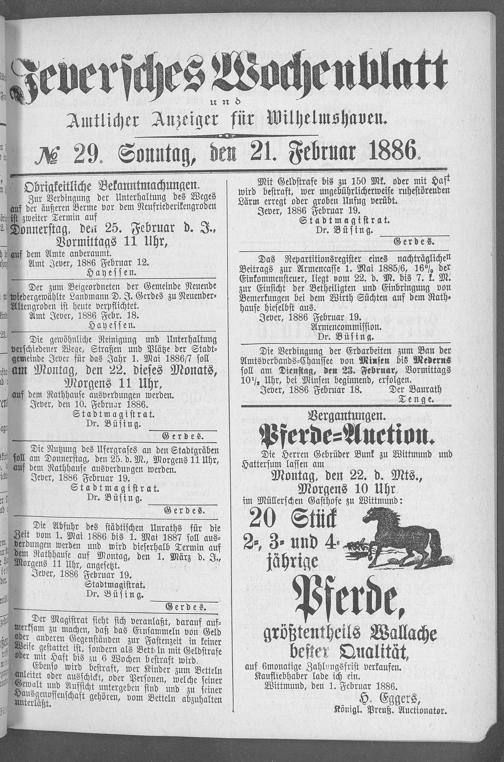 Jeversches Wochenblatt
und
Amtlicher Anzeiger für Wilhelmshaven.
№ 29. Sonntag, den 21. Februar 1886.
Obrigkeitliche Bekanntmachungen.
Zur Verdingung der Unterhaltung des Weges
auf der äußeren Berme vor dem Neufriederikengroden
ist zweiter Termin auf
Donnerstag, den 25. Februar d. J.,
Vormittags 11 Uhr,
auf dem Amte anberaumt.
Amt Jever, 1886 Februar 12.
Hayessen.
Der zum Beigeordneten der Gemeinde Neuende
wiedergewählte Landmann D. J. Gerdes zu Neuender-
Altengroden ist heute verpflichtet.
Amt Jever, 1886 Febr. 18.
Hayessen.
Die gewöhnliche Reinigung und Unterhaltung
verschiedener Wege, Straßen und Plätze der Stadt-
gemeinde Jever für das Jahr 1. Mai 1886/7 soll
am Montag, den 22. dieses Monats,
Morgens 11 Uhr,
auf dem Rathhause ausverdungen werden.
Jever, den 10. Februar 1886.
Stadtmagistrat.
Dr. Büsing.
Gerdes.
Die Nutzung des Ufergrases an den Stadtgräben
soll am Donnerstag, den 25. d. M., Morgens 11 Uhr,
auf dem Rathhause ausverdungen werden.
Jever, 1886 Februar 19.
Stadtmagistrat.
Dr. Büsing.
Gerdes.
Die Abfuhr des städtischen Unraths für die
Zeit vom 1. Mai 1886 bis 1. Mai 1887 soll aus-
verdungen werden und wird dieserhalb Termin auf
dem Rathhause auf Montag, den 1. März d. J.,
Morgens 11 Uhr, angesetzt.
Jever, 1886 Februar 19.
Stadtmagistrat.
Dr. Büsing.
Gerdes.
Der Magistrat sieht sich veranlaßt, darauf auf-
merksam zu machen, daß das Einsammeln von Geld
oder anderen Gegenständen zur Fastenzeit in keiner
Weise gestattet ist, sondern als Betteln mit Geldstrafe
oder mit Haft bis zu 6 Wochen bestraft wird.
Ebenso wird bestraft, wer Kinder zum Betteln
anleitet oder ausschickt, oder Personen, welche seiner
Gewalt und Aufsicht untergeben sind und zu seiner
Hausgenossenschaft gehören, vom Betteln abzuhalten
unterläßt.
Mit Geldstrafe bis zu 150 Mk. oder mit Haft
wird bestraft, wer ungebührlicherweise ruhestörenden
Lärm erregt oder groben Unfug verübt.
Jever, 1886 Februar 19.
Stadtmagistrat.
Dr. Büsing.
Gerdes.
Das Repartitionsregister eines nachträglichen
Beitrags zur Armencasse 1. Mai 1885/6, 16% der
Einkommensteuer, liegt vom 22. d. M. bis 7. k. M.
zur Einsicht der Betheiligten und Einbringung von
Bemerkungen bei dem Wirth Süchten auf dem Rath-
hause hieselbst aus.
Jever, 1886 Februar 19.
Armencommission.
Dr. Büsing.
Die Verdingung der Erdarbeiten zum Bau der
Amtsverbands-Chaussee von Minsen bis Mederns
soll am Dienstag, den 23. Februar, Vormittags
10½ Uhr, bei Minsen beginnend, erfolgen.
Jever, 1886 Februar 18. Der Baurath
Tenge.
Vergantungen.
Pferde-Auction.
Die Herren Gebrüder Bunk zu Wittmund und
Hattersum lassen am
Montag, den 22. d. Mts.,
Morgens 10 Uhr
im Müllerschen Gasthofe zu Wittmund:
20 Stück
2-, 3- und 4-
jährige
Pferde,
größtentheils Wallache
bester Qualität,
auf 6monatige Zahlungsfrist verkaufen.
Kaufliebhaber lade ich ein.
Wittmund, den 1. Februar 1886.
H. Eggers,
Königl. Preuß. Auctionator.